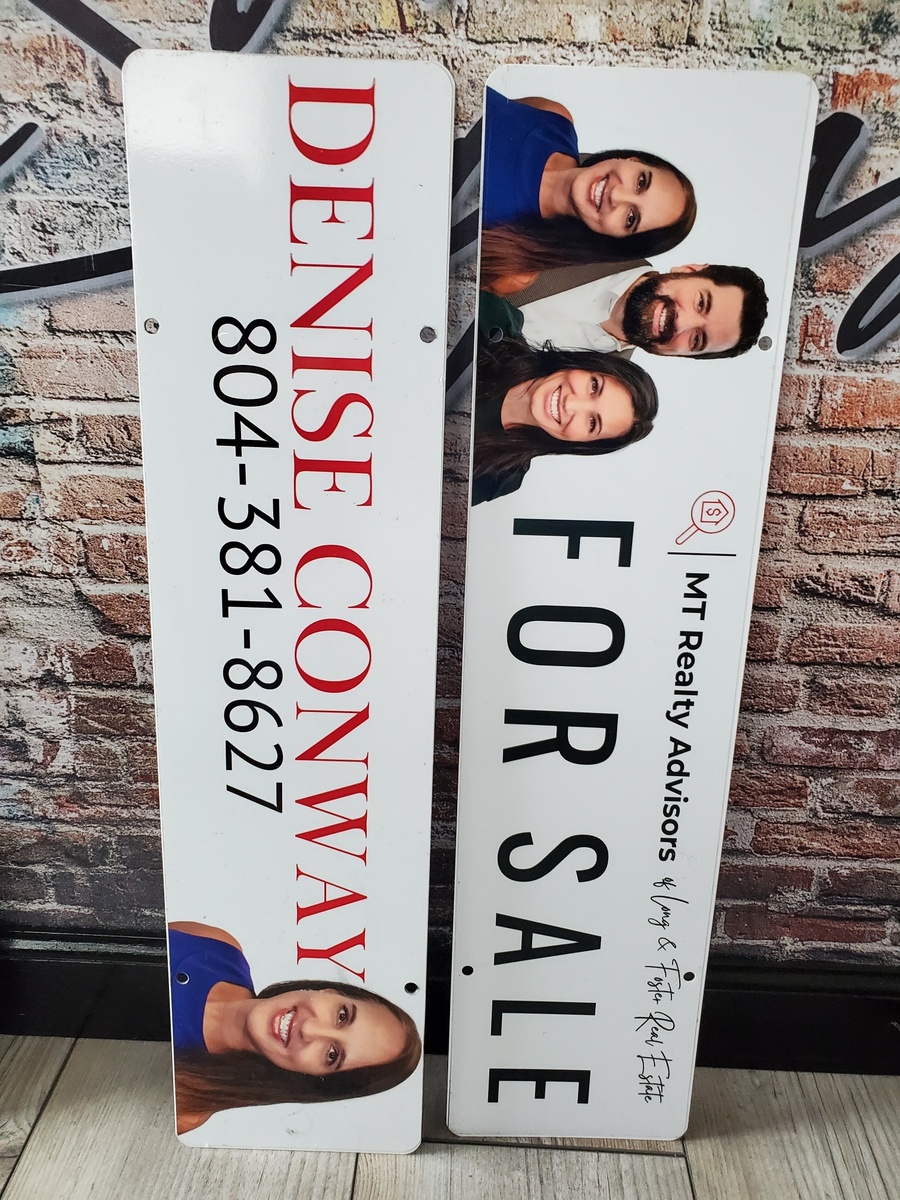 DENISE CONWAY
804-381-8627
MT Realty Advisors of Long & Foster Real Estate
FOR SALE